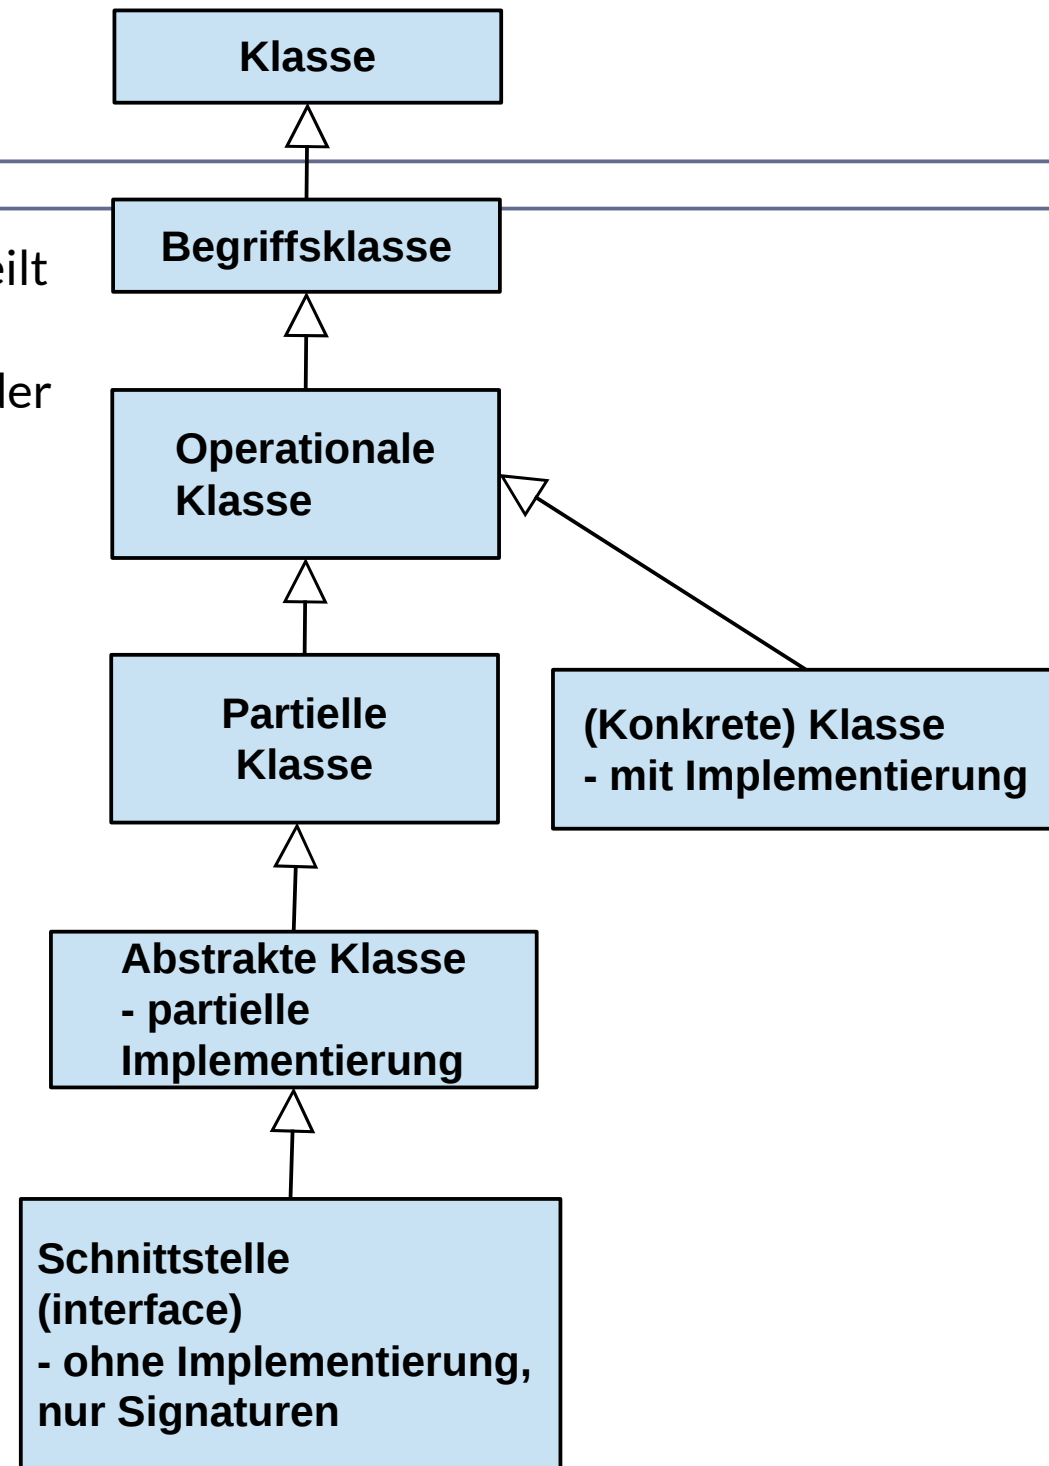 Klasse
Begriffsklasse
eilt
Operationale
Klasse
Partielle
Klasse
(Konkrete) Klasse
- mit Implementierung
Abstrakte Klasse
- partielle
Implementierung
Schnittstelle
(interface)
- ohne Implementierung,
nur Signaturen